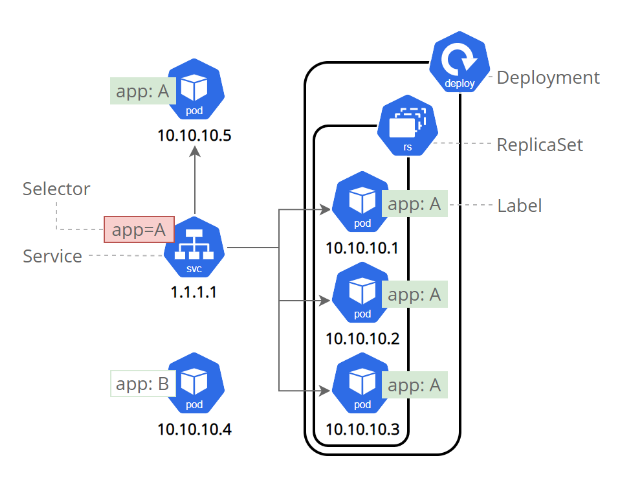 deploy
Deployment
app: A
pod
10.10.10.5
rs
ReplicaSet
Selector
app=A
Service
svc
1.1.1.1
app: A
Label
pod
10.10.10.1
app: A
pod
10.10.10.2
app: B
pod
10.10.10.4
app: A
pod
10.10.10.3